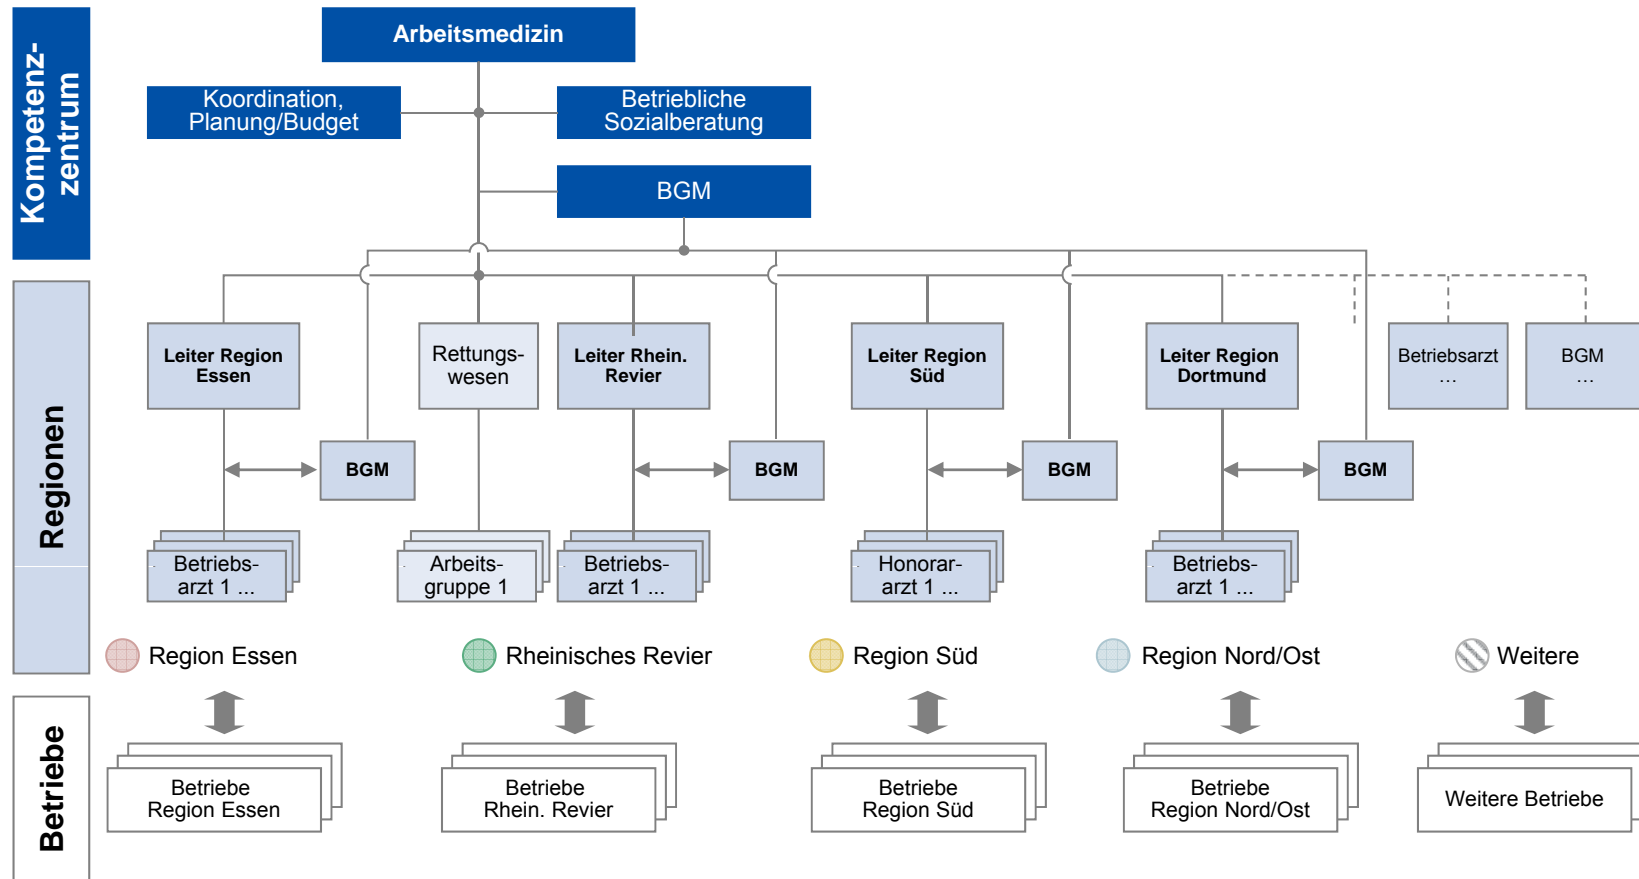 Kompetenz-
zentrum
Arbeitsmedizin
Koordination,
Planung/Budget
Betriebliche
Sozialberatung
BGM
Regionen
Leiter Region
Essen
Rettungs-
wesen
Leiter Rhein.
Revier
Leiter Region
Süd
Leiter Region
Dortmund
Betriebsarzt
...
BGM
...
BGM
BGM
BGM
BGM
Betriebs-
arzt 1 ...
Arbeits-
gruppe 1
Betriebs-
arzt 1 ...
Honorar-
arzt 1 ...
Betriebs-
arzt 1 ...
Region Essen
Rheinisches Revier
Region Süd
Region Nord/Ost
Weitere
Betriebe
Betriebe
Region Essen
Betriebe
Rhein. Revier
Betriebe
Region Süd
Betriebe
Region Nord/Ost
Weitere Betriebe